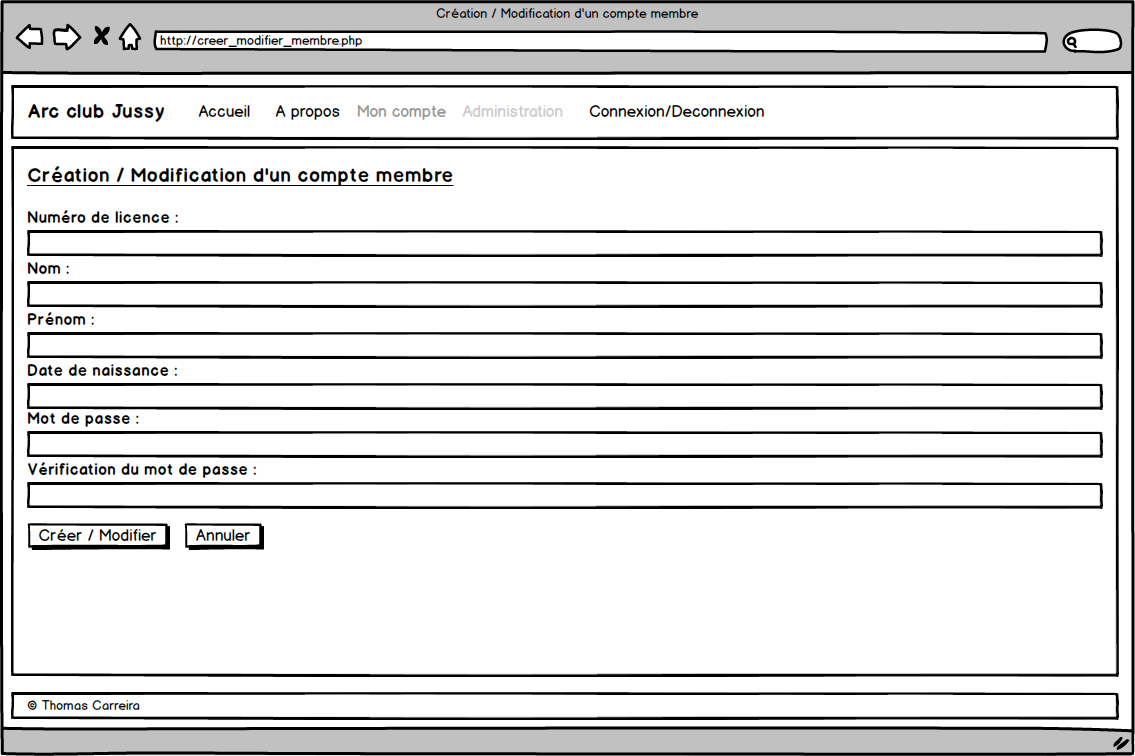 Création / Modification d'un compte membre
http://creer_modifier_membre.php
Arc club Jussy Accueil A propos Mon compte Administration Connexion/Deconnexion
Création / Modification d'un compte membre
Numéro de licence :
Nom :
Prénom :
Date de naissance :
Mot de passe :
Vérification du mot de passe :
Créer / Modifier Annuler
© Thomas Carreira